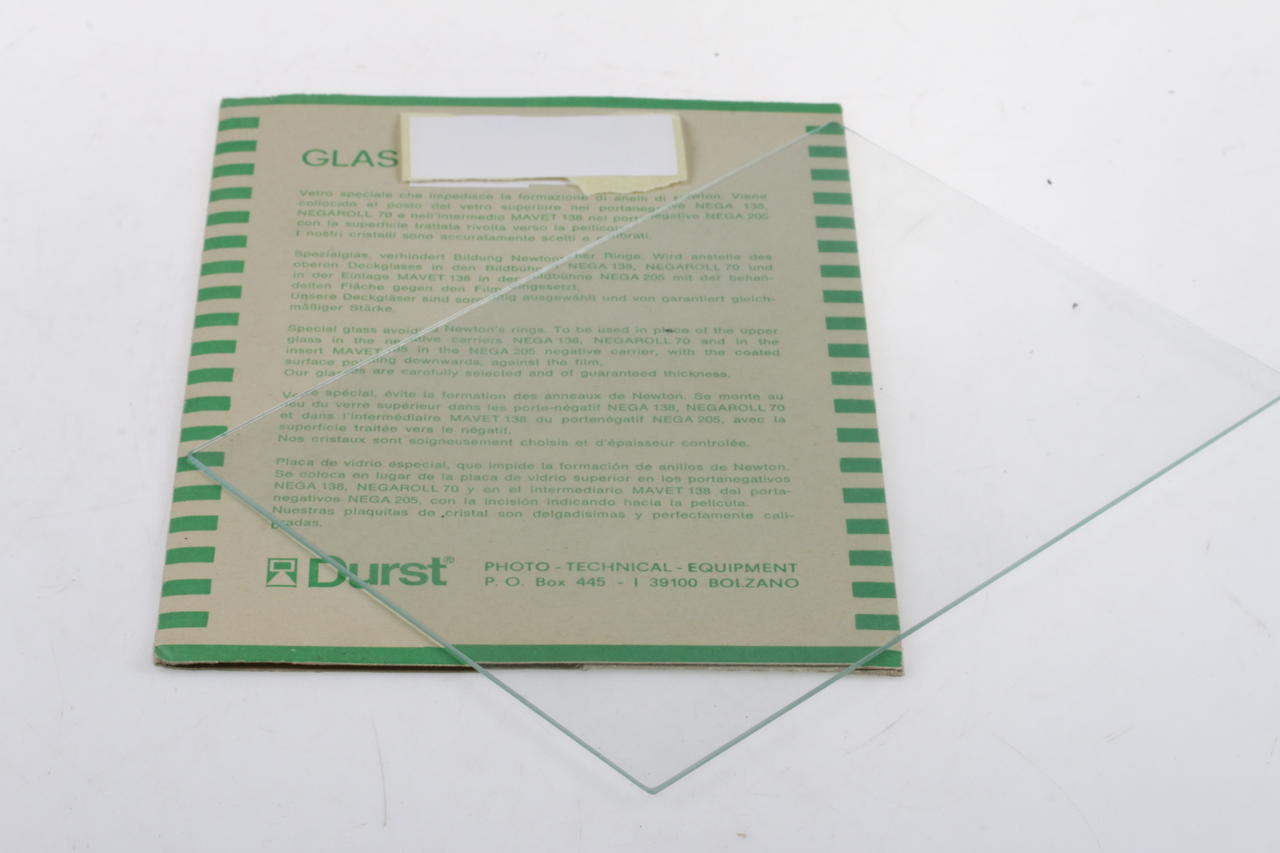 GLAS
Vetro speciale che impedisce la formazione di anelli di Newton. Viene
collocato al posto del vetro superiore nei portanegative NEGA 138,
NEGAROLL 70 e nell'intermedio MAVET 138 nel portanegative NEGA 205
con la superficie trattata rivolta verso la pellicola.
I nostri cristalli sono accuratamente scelti e calibrati.
Spezialglas, verhindert Bildung Newton'scher Ringe. Wird anstelle des
oberen Deckglases in den Bildbühnen NEGA 138, NEGAROLL 70 und
in der Einlage MAVET 138 in der Bildbühne NEGA 205 mit der behan-
delten Fläche gegen den Film eingesetzt.
Unsere Deckgläser sind sorgfältig ausgewählt und von garantiert gleich-
mäßiger Stärke.
Special glass avoids Newton's rings. To be used in place of the upper
glass in the negative carriers NEGA 138, NEGAROLL 70 and in the
insert MAVET 138 in the NEGA 205 negative carrier, with the coated
surface pointing downwards, against the film.
Our glasses are carefully selected and of guaranteed thickness.
Verre spécial, évite la formation des anneaux de Newton. Se monte au
lieu du verre supérieur dans les porte-négatif NEGA 138, NEGAROLL 70
et dans l'intermédiaire MAVET 138 du portenégatif NEGA 205, avec la
superficie traitée vers le négatif.
Nos cristaux sont soigneusement choisis et d'épaisseur controlée.
Placa de vidrio especial, que impide la formación de anillos de Newton.
Se coloca en lugar de la placa de vidrio superior en los portanegativos
NEGA 138, NEGAROLL 70 y en el intermediario MAVET 138 del porta-
negativos NEGA 205, con la incisión indicando hacia la película.
Nuestras plaquitas de cristal son delgadísimas y perfectamente cali-
bradas.
Durst® PHOTO - TECHNICAL - EQUIPMENT
P. O. Box 445 - I 39100 BOLZANO